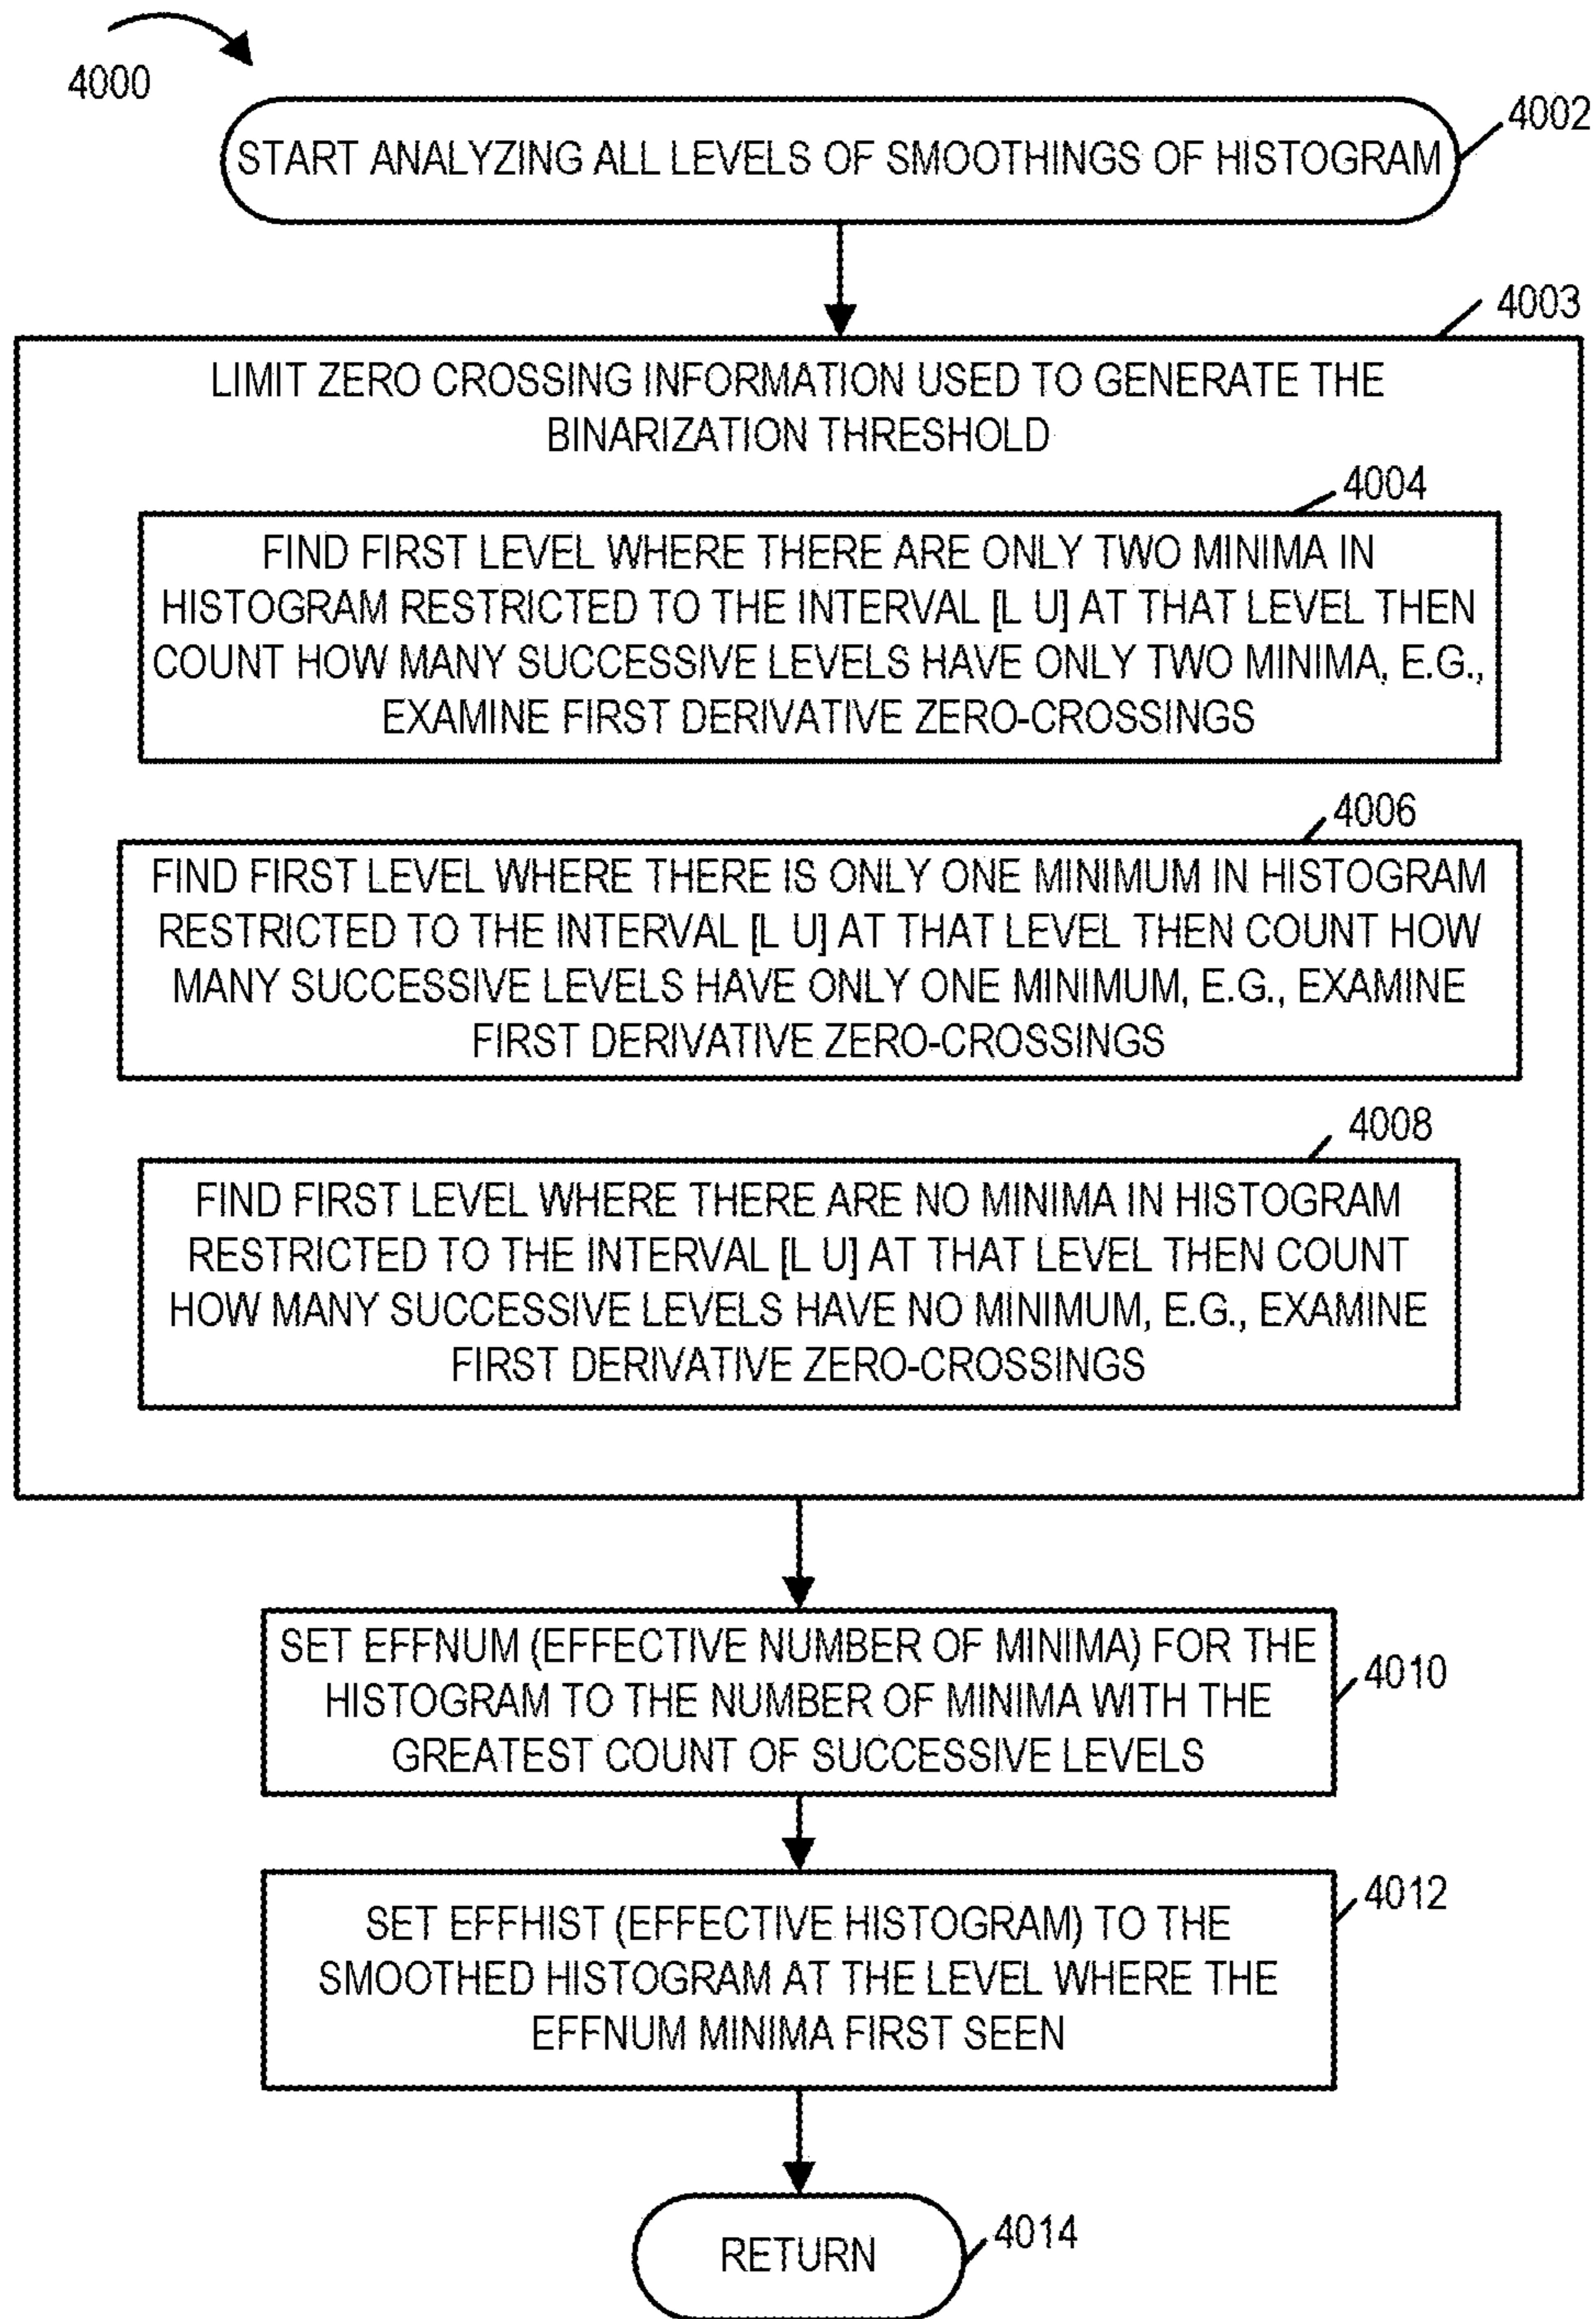 4000
4002
START ANALYZING ALL LEVELS OF SMOOTHINGS OF HISTOGRAM
4003
LIMIT ZERO CROSSING INFORMATION USED TO GENERATE THE
BINARIZATION THRESHOLD
4004
FIND FIRST LEVEL WHERE THERE ARE ONLY TWO MINIMA IN
HISTOGRAM RESTRICTED TO THE INTERVAL [L U] AT THAT LEVEL THEN
COUNT HOW MANY SUCCESSIVE LEVELS HAVE ONLY TWO MINIMA, E.G.,
EXAMINE FIRST DERIVATIVE ZERO-CROSSINGS
4006
FIND FIRST LEVEL WHERE THERE IS ONLY ONE MINIMUM IN HISTOGRAM
RESTRICTED TO THE INTERVAL [L U] AT THAT LEVEL THEN COUNT HOW
MANY SUCCESSIVE LEVELS HAVE ONLY ONE MINIMUM, E.G., EXAMINE
FIRST DERIVATIVE ZERO-CROSSINGS
4008
FIND FIRST LEVEL WHERE THERE ARE NO MINIMA IN HISTOGRAM
RESTRICTED TO THE INTERVAL [L U] AT THAT LEVEL THEN COUNT
HOW MANY SUCCESSIVE LEVELS HAVE NO MINIMUM, E.G., EXAMINE
FIRST DERIVATIVE ZERO-CROSSINGS
SET EFFNUM (EFFECTIVE NUMBER OF MINIMA) FOR THE
HISTOGRAM TO THE NUMBER OF MINIMA WITH THE
GREATEST COUNT OF SUCCESSIVE LEVELS
4010
SET EFFHIST (EFFECTIVE HISTOGRAM) TO THE
SMOOTHED HISTOGRAM AT THE LEVEL WHERE THE
EFFNUM MINIMA FIRST SEEN
4012
RETURN
4014